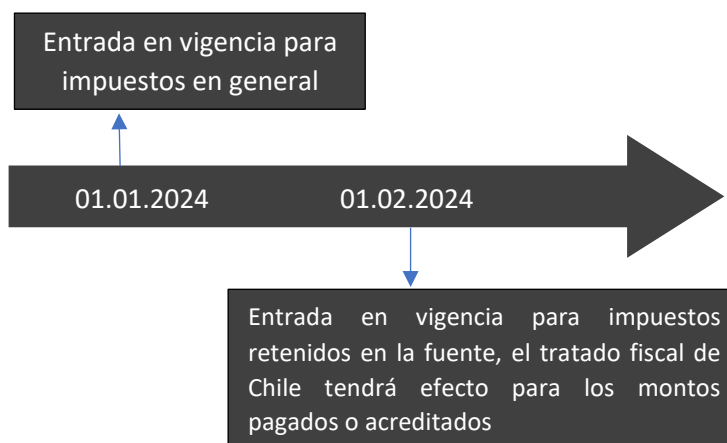 Entrada en vigencia para
impuestos en general
01.01.2024
01.02.2024
Entrada en vigencia para impuestos
retenidos en la fuente, el tratado fiscal de
Chile tendrá efecto para los montos
pagados o acreditados